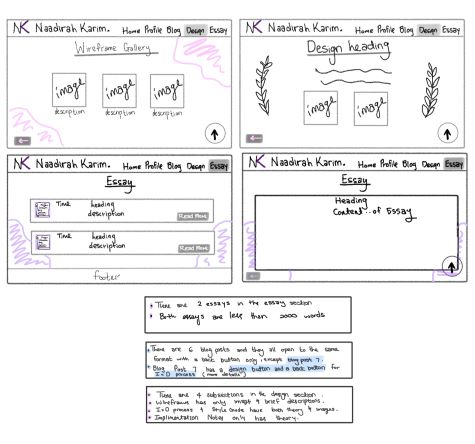 NK Naadirah Karim. Home Profile Blog Design Essay
Wireframe Gallery
image image image
description description description
NK Naadirah Karim. Home Profile Blog Design Essay
Design heading
image image
NK Naadirah Karim. Home Profile Blog Design Essay
Essay
Time heading
description
Read More
Time heading
description
Read More
footer
NK Naadirah Karim. Home Profile Blog Design Essay
Essay
Heading
Content of Essay
There are 2 essays in the essay section
Both essays are less than 2000 words
There are 6 blog posts and they all open to the same
format with a back button only except blog post 7.
Blog Post 7 has a design button and a back button for
process (more details)
There are 4 subsections in the design section.
Wireframes has only images & brief descriptions.
process & Style Guide have both theory & images.
Implimentation Notes only has theory.